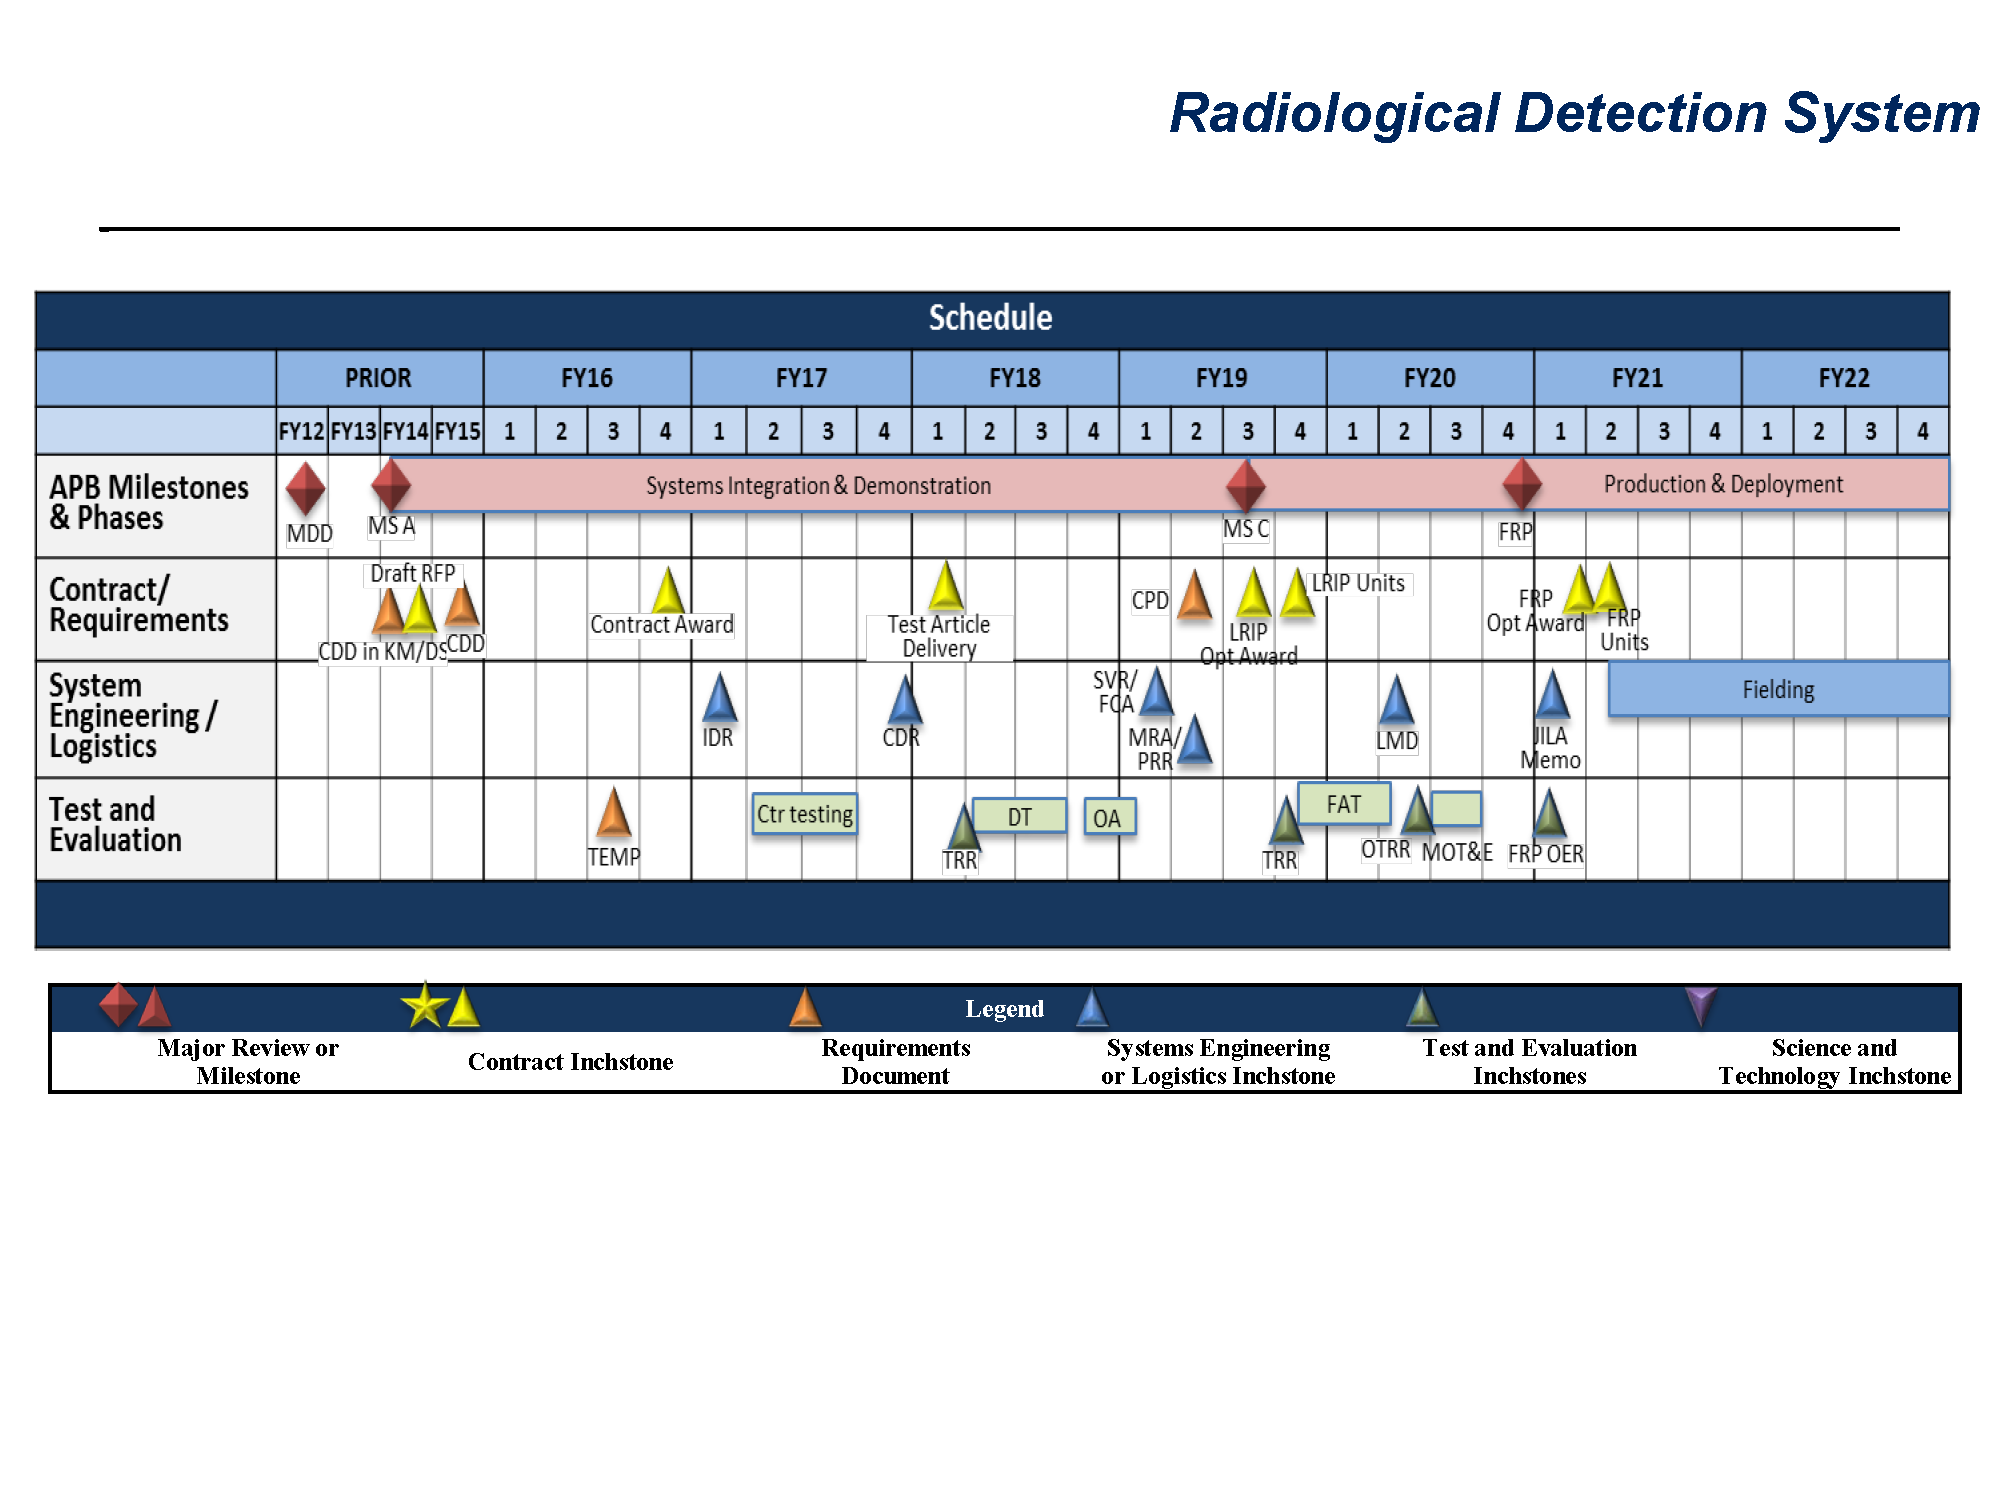 Radiological Detection System
Schedule
PRIOR FY16 FY17 FY18 FY19 FY20 FY21 FY22
FY12 FY13 FY14 FY15 1 2 3 4 1 2 3 4 1 2 3 4 1 2 3 4 1 2 3 4 1 2 3 4 1 2 3 4
APB Milestones
& Phases
Systems Integration & Demonstration
Production & Deployment
MDD
MS A
MS C
FRP
Contract/
Requirements
Draft RFP
CDD in KM/DS
CDD
Contract Award
Test Article
Delivery
CPD
LRIP
Opt Award
LRIP Units
FRP
Opt Award
FRP
Units
System
Engineering /
Logistics
IDR
CDR
SVR/
FCA
MRA/
PRR
LMD
JILA
Memo
Fielding
Test and
Evaluation
TEMP
Ctr testing
TRR
DT
OA
TRR
FAT
OTRR
MOT&E
FRP OER
Legend
Major Review or
Milestone
Contract Inchstone
Requirements
Document
Systems Engineering
or Logistics Inchstone
Test and Evaluation
Inchstones
Science and
Technology Inchstone